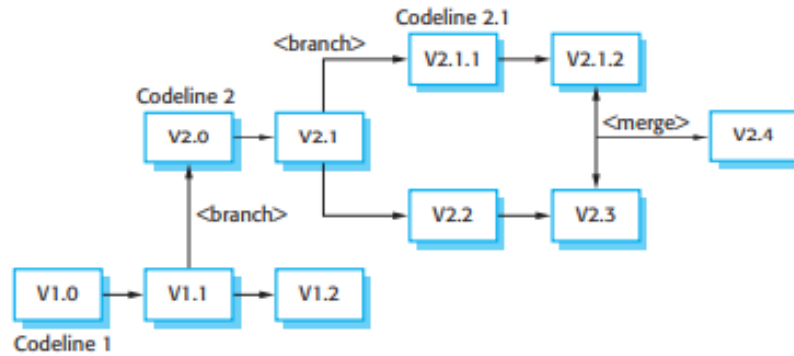 Codeline 2.1
<branch>
V2.1.1
V2.1.2
Codeline 2
V2.0
V2.1
<merge>
V2.4
<branch>
V2.2
V2.3
V1.0
V1.1
V1.2
Codeline 1